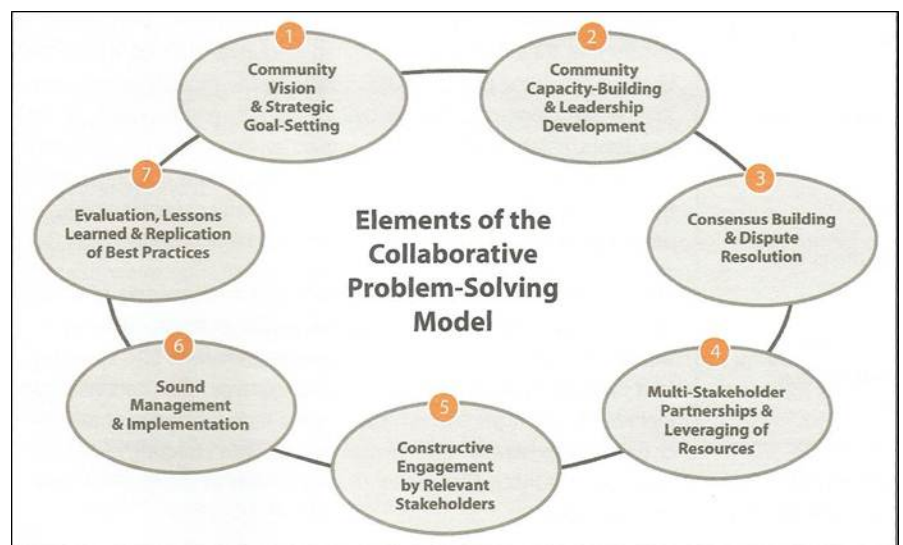 1
Community
Vision
& Strategic
Goal-Setting
2
Community
Capacity-Building
& Leadership
Development
3
Consensus Building
& Dispute
Resolution
4
Multi-Stakeholder
Partnerships &
Leveraging of
Resources
5
Constructive
Engagement
by Relevant
Stakeholders
6
Sound
Management
& Implementation
7
Evaluation, Lessons
Learned & Replication
of Best Practices
Elements of the
Collaborative
Problem-Solving
Model